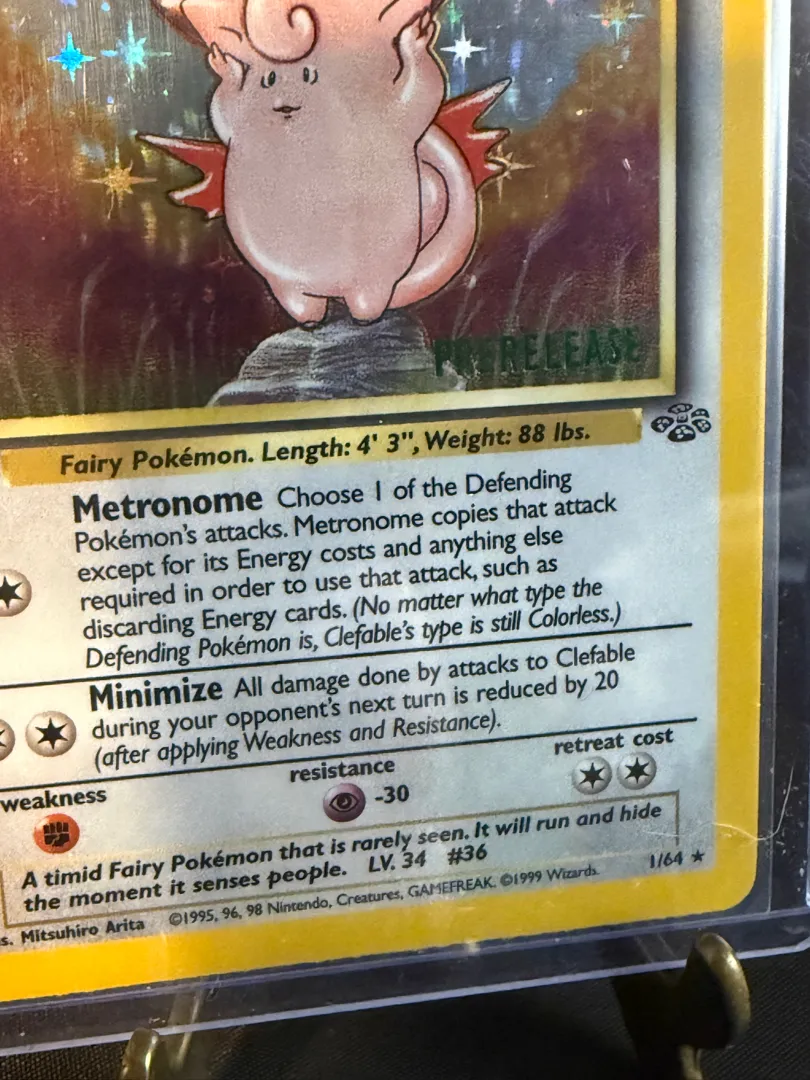 PRERELEASE
Fairy Pokémon. Length: 4' 3", Weight: 88 lbs.
Metronome Choose 1 of the Defending
Pokémon's attacks. Metronome copies that attack
except for its Energy costs and anything else
required in order to use that attack, such as
discarding Energy cards. (No matter what type the
Defending Pokémon is, Clefable's type is still Colorless.)
Minimize All damage done by attacks to Clefable
during your opponent's next turn is reduced by 20
(after applying Weakness and Resistance).
weakness resistance retreat cost
-30
A timid Fairy Pokémon that is rarely seen. It will run and hide
the moment it senses people. LV. 34 #36
s. Mitsuhiro Arita ©1995, 96, 98 Nintendo, Creatures, GAMEFREAK. ©1999 Wizards. 1/64 ★